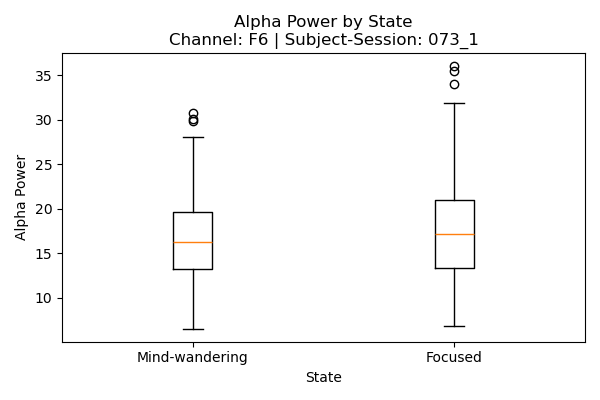 Alpha Power by State
Channel: F6 | Subject-Session: 073_1
Alpha Power
35
30
25
20
15
10
Mind-wandering
Focused
State